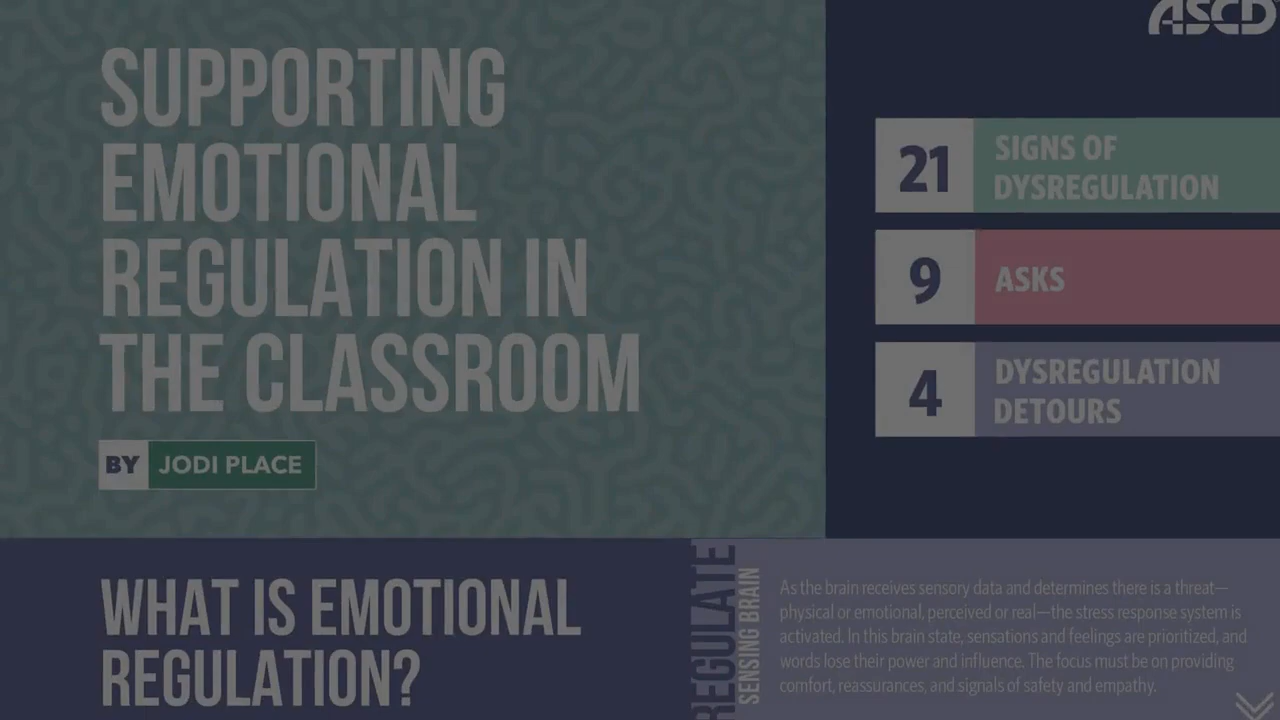 SUPPORTING
EMOTIONAL
REGULATION IN
THE CLASSROOM
BY JODI PLACE
ASCD
21 SIGNS OF
DYSREGULATION
9 ASKS
4 DYSREGULATION
DETOURS
WHAT IS EMOTIONAL
REGULATION?
REGULATE
SENSING BRAIN
As the brain receives sensory data and determines there is a threat—
physical or emotional, perceived or real—the stress response system is
activated. In this brain state, sensations and feelings are prioritized, and
words lose their power and influence. The focus must be on providing
comfort, reassurances, and signals of safety and empathy.